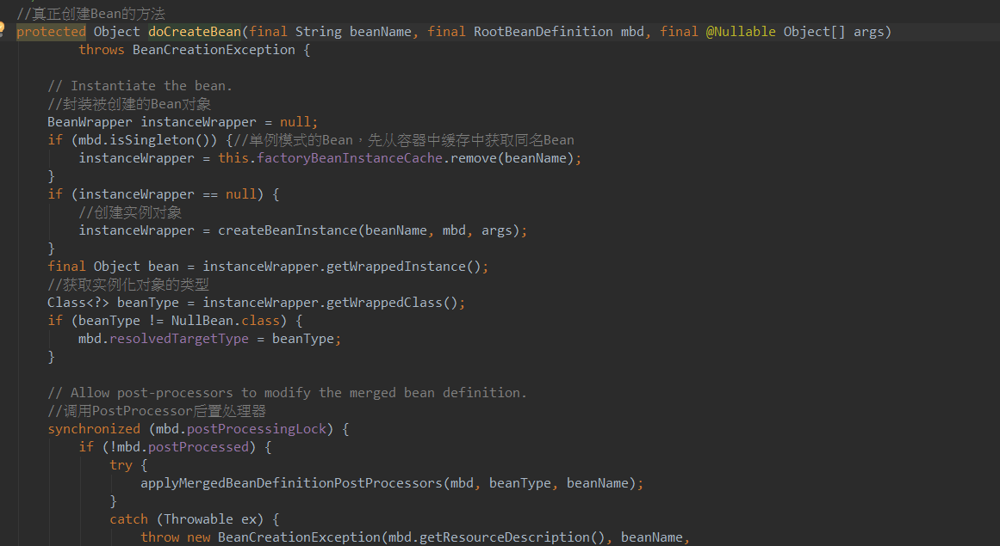 //真正创建Bean的方法
protected Object doCreateBean(final String beanName, final RootBeanDefinition mbd, final @Nullable Object[] args)
        throws BeanCreationException {
    // Instantiate the bean.
    //封装被创建的Bean对象
    BeanWrapper instanceWrapper = null;
    if (mbd.isSingleton()) {//单例模式的Bean，先从容器中缓存中获取同名Bean
        instanceWrapper = this.factoryBeanInstanceCache.remove(beanName);
    }
    if (instanceWrapper == null) {
        //创建实例对象
        instanceWrapper = createBeanInstance(beanName, mbd, args);
    }
    final Object bean = instanceWrapper.getWrappedInstance();
    //获取实例化对象的类型
    Class<?> beanType = instanceWrapper.getWrappedClass();
    if (beanType != NullBean.class) {
        mbd.resolvedTargetType = beanType;
    }
    // Allow post-processors to modify the merged bean definition.
    //调用PostProcessor后置处理器
    synchronized (mbd.postProcessingLock) {
        if (!mbd.postProcessed) {
            try {
                applyMergedBeanDefinitionPostProcessors(mbd, beanType, beanName);
            }
            catch (Throwable ex) {
                throw new BeanCreationException(mbd.getResourceDescription(), beanName,